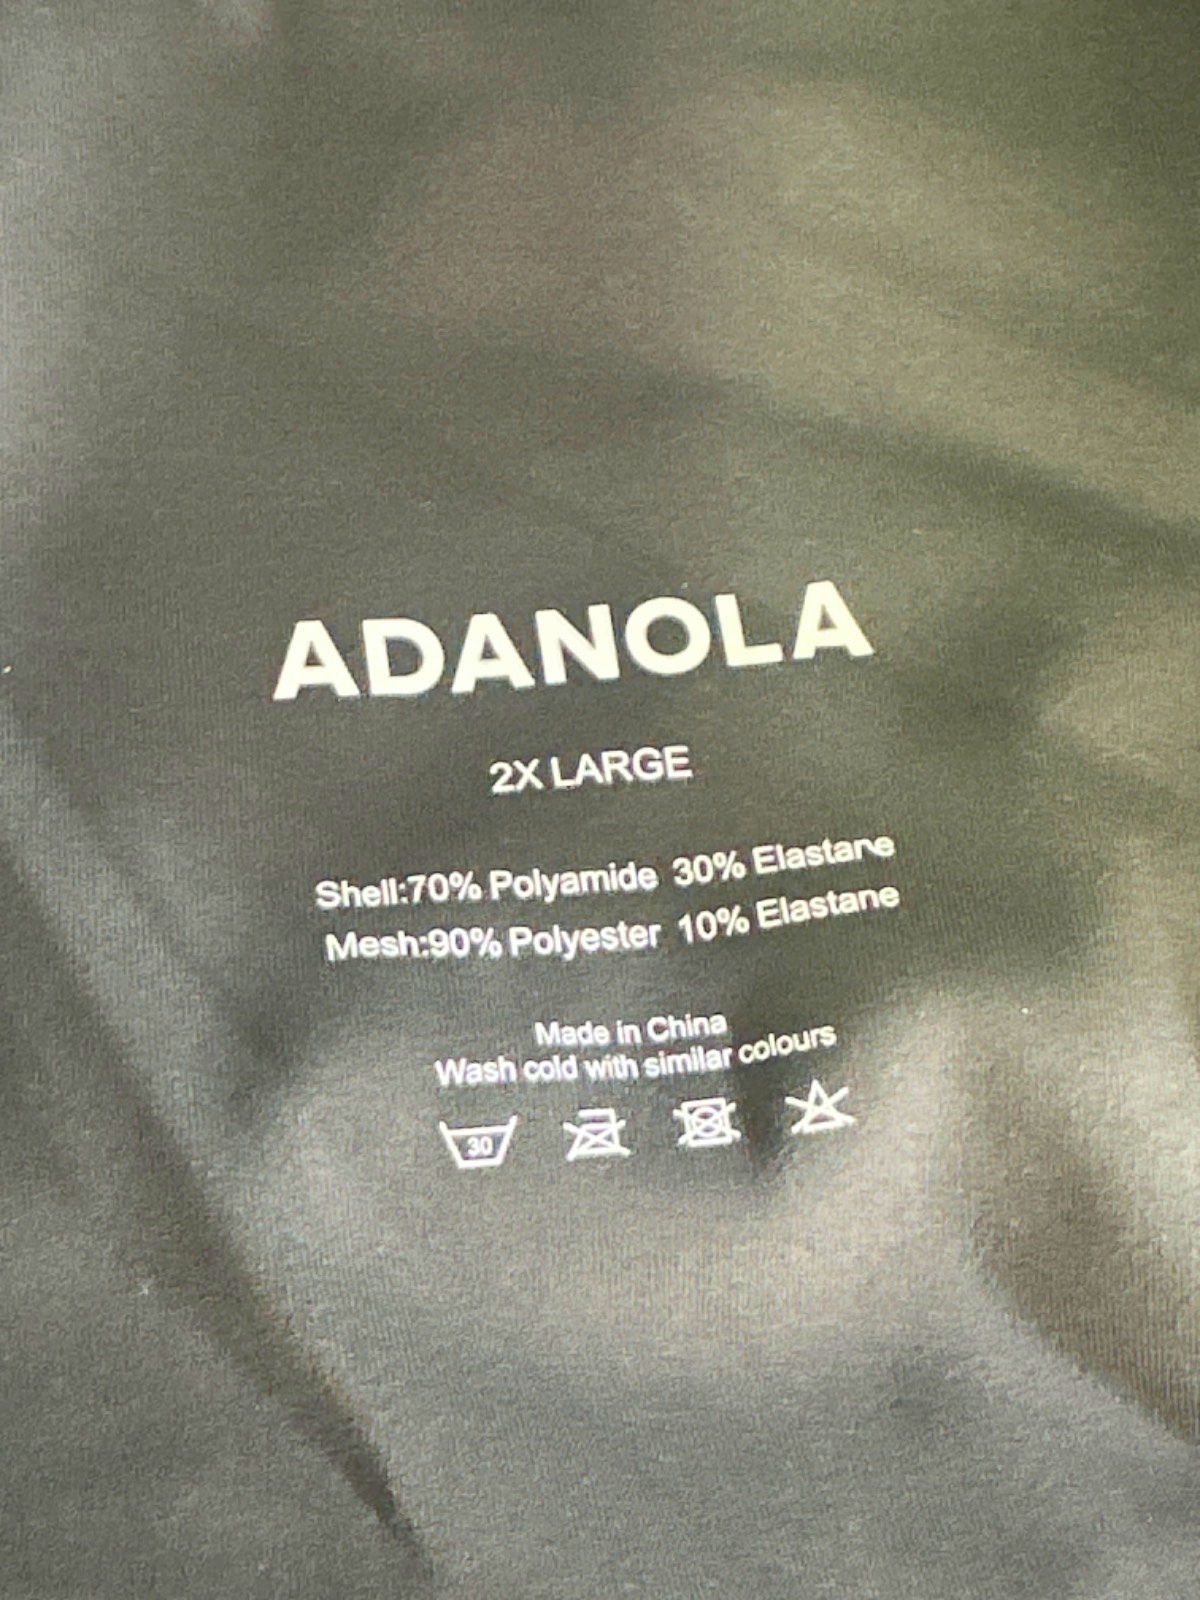 ADANOLA
2X LARGE
Shell:70% Polyamide 30% Elastane
Mesh:90% Polyester 10% Elastane
Made in China
Wash cold with similar colours
30